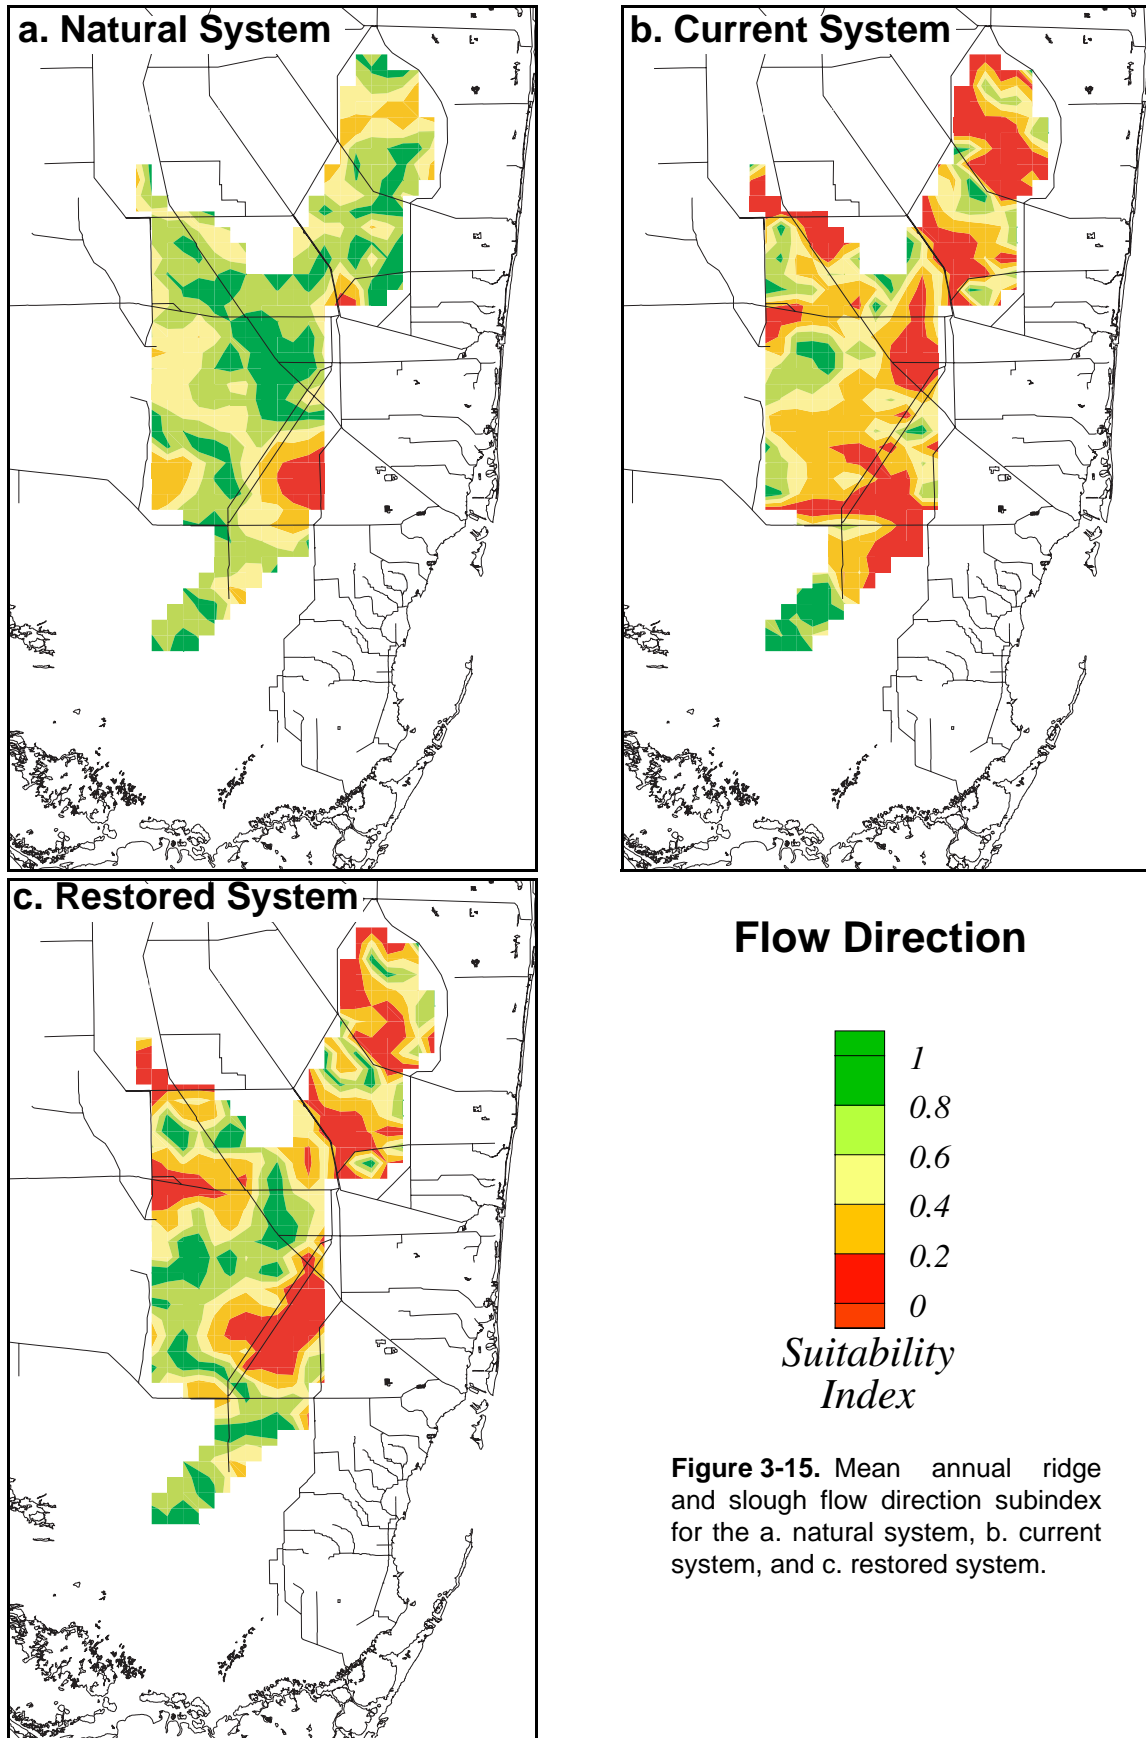 a. Natural System
b. Current System
c. Restored System
Flow Direction
1
0.8
0.6
0.4
0.2
0
Suitability
Index
Figure 3-15. Mean annual ridge
and slough flow direction subindex
for the a. natural system, b. current
system, and c. restored system.